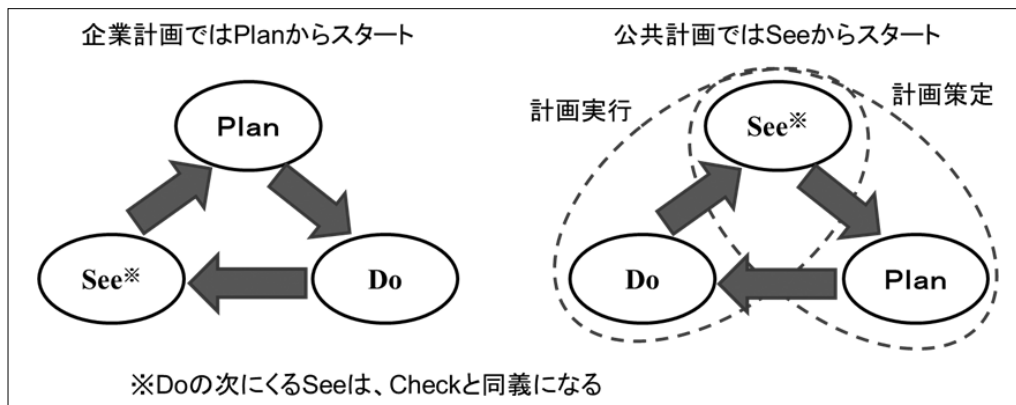 企業計画ではPlanからスタート
Plan
See※
Do
公共計画ではSeeからスタート
計画実行
計画策定
See※
Do
Plan
※Doの次にくるSeeは、Checkと同義になる